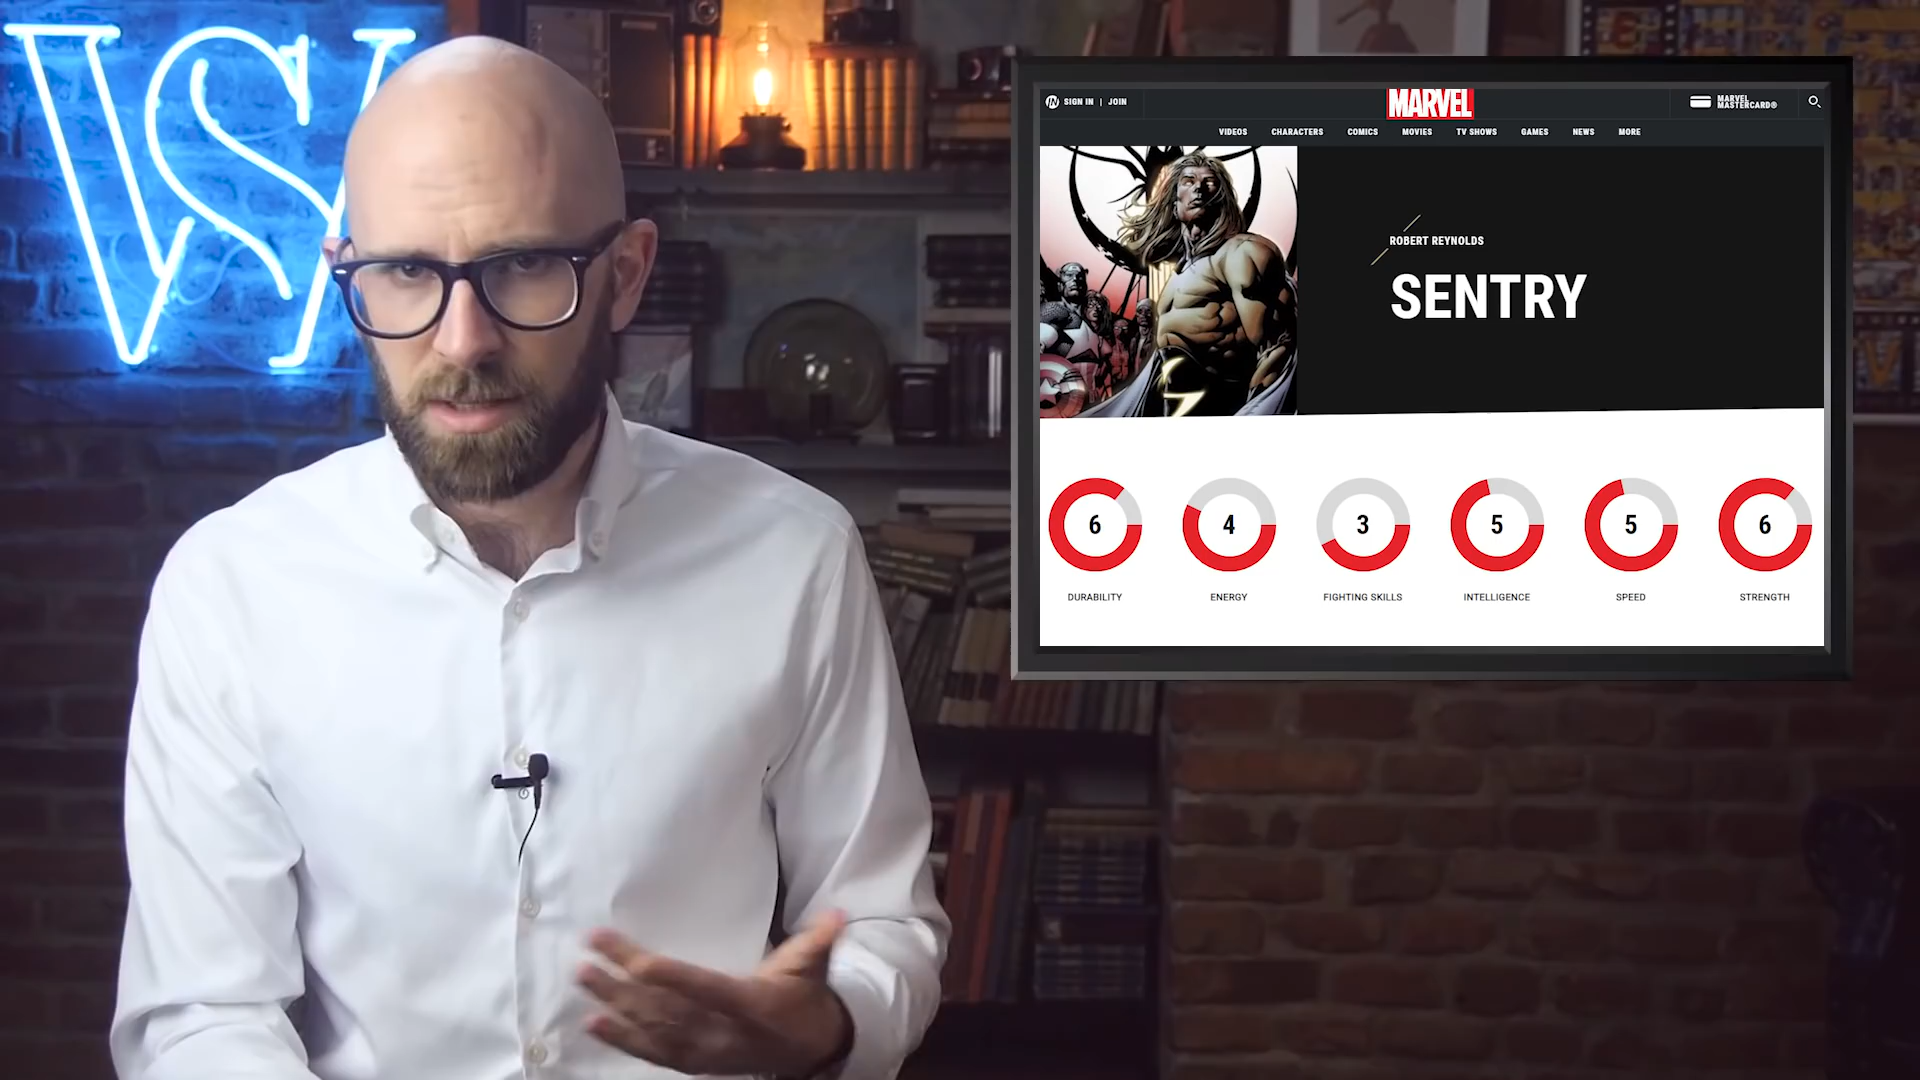 VS
SIGN IN | JOIN
MARVEL
MARVEL
MASTERCARD®
VIDEOS CHARACTERS COMICS MOVIES TV SHOWS GAMES NEWS MORE
ROBERT REYNOLDS
SENTRY
6 4 3 5 5 6
DURABILITY ENERGY FIGHTING SKILLS INTELLIGENCE SPEED STRENGTH